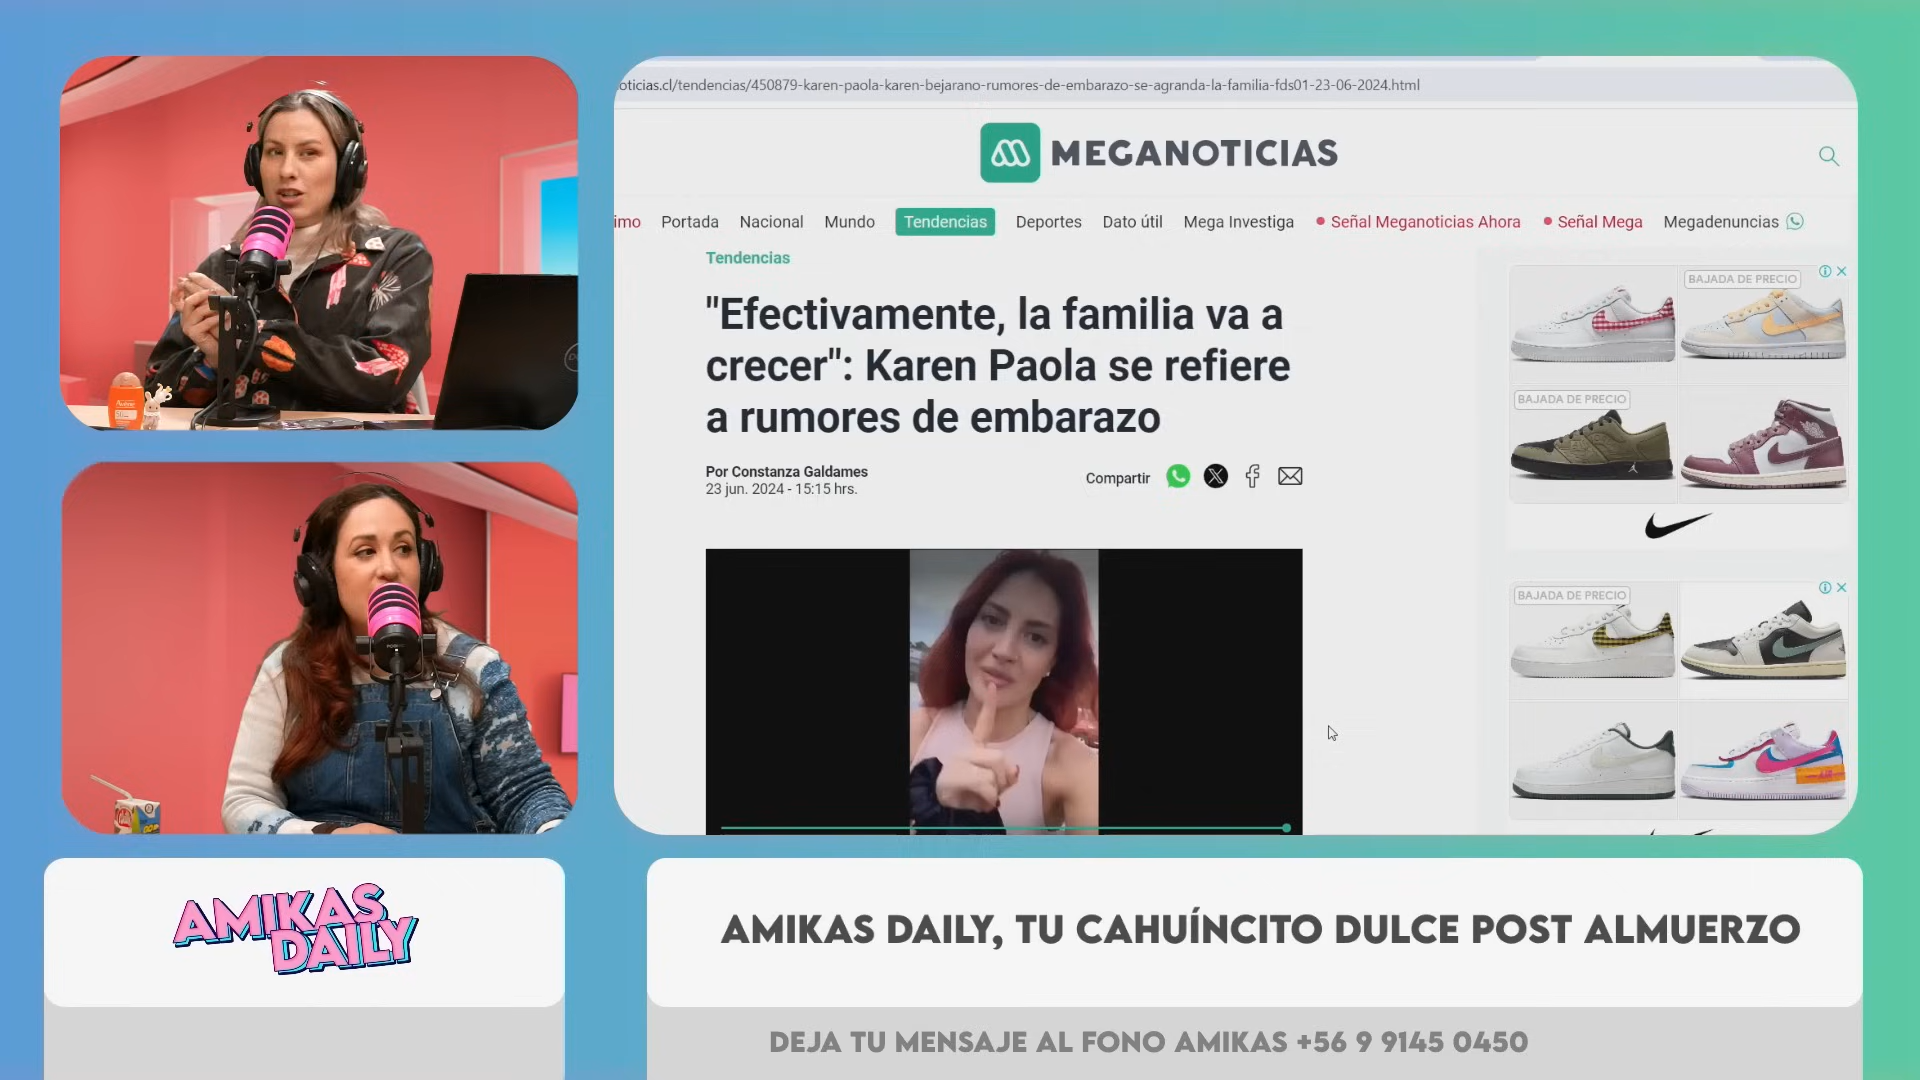 oticias.cl/tendencias/450879-karen-paola-karen-bejarano-rumores-de-embarazo-se-agranda-la-familia-fds01-23-06-2024.html
MEGANOTICIAS
imo Portada Nacional Mundo Tendencias Deportes Dato útil Mega Investiga Señal Meganoticias Ahora Señal Mega Megadenuncias
Tendencias
"Efectivamente, la familia va a
crecer": Karen Paola se refiere
a rumores de embarazo
Por Constanza Galdames
23 jun. 2024 - 15:15 hrs.
Compartir
BAJADA DE PRECIO
BAJADA DE PRECIO
BAJADA DE PRECIO
AMIKAS
DAILY
AMIKAS DAILY, TU CAHUÍNCITO DULCE POST ALMUERZO
DEJA TU MENSAJE AL FONO AMIKAS +56 9 9145 0450